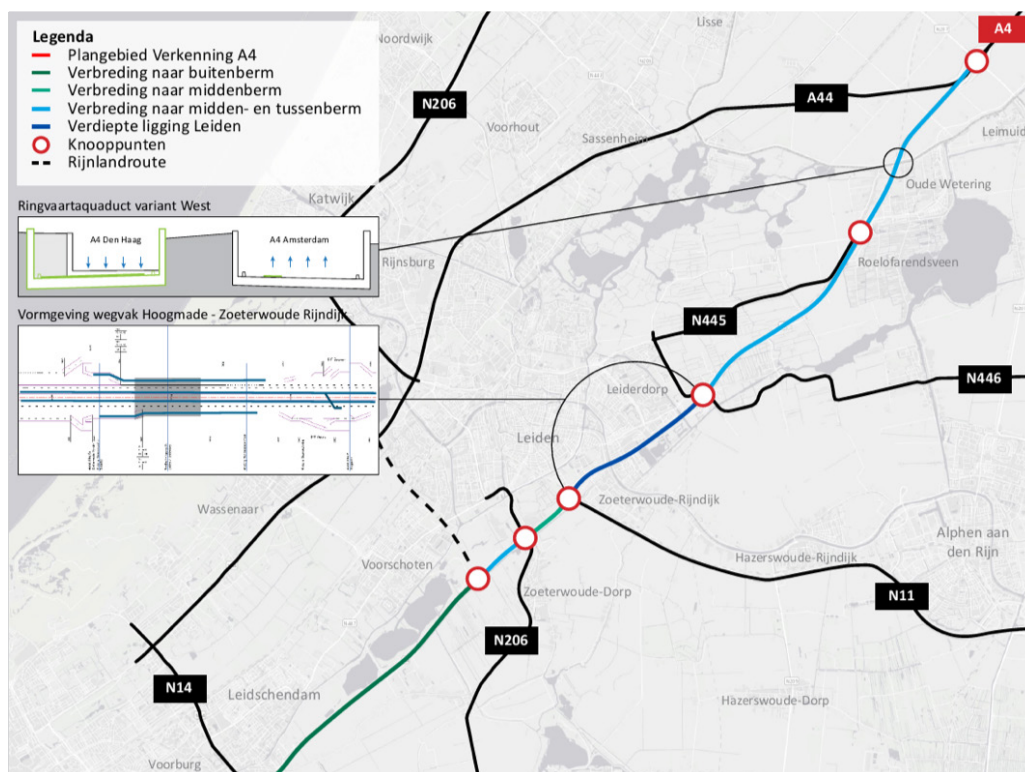 Legenda
Plangebied Verkenning A4
Verbreding naar buitenberm
Verbreding naar middenberm
Verbreding naar midden- en tussenberm
Verdiepte ligging Leiden
Knooppunten
Rijnlandroute
Ringvaartaquaduct variant West
A4 Den Haag
A4 Amsterdam
Vormgeving wegvak Hoogmade - Zoeterwoude Rijndijk
Noordwijk
Lisse
A4
N206
A44
Voorhout
Sassenheim
Leimuid
Katwijk
Oude Wetering
Rijnsburg
Roelofarendsveen
N445
Leiderdorp
N446
Leiden
Wassenaar
Zoeterwoude-Rijndijk
Alphen aan
den Rijn
Voorschoten
Hazerswoude-Rijndijk
Zoeterwoude-Dorp
N11
N206
N14
Leidschendam
Hazerswoude-Dorp
Voorburg